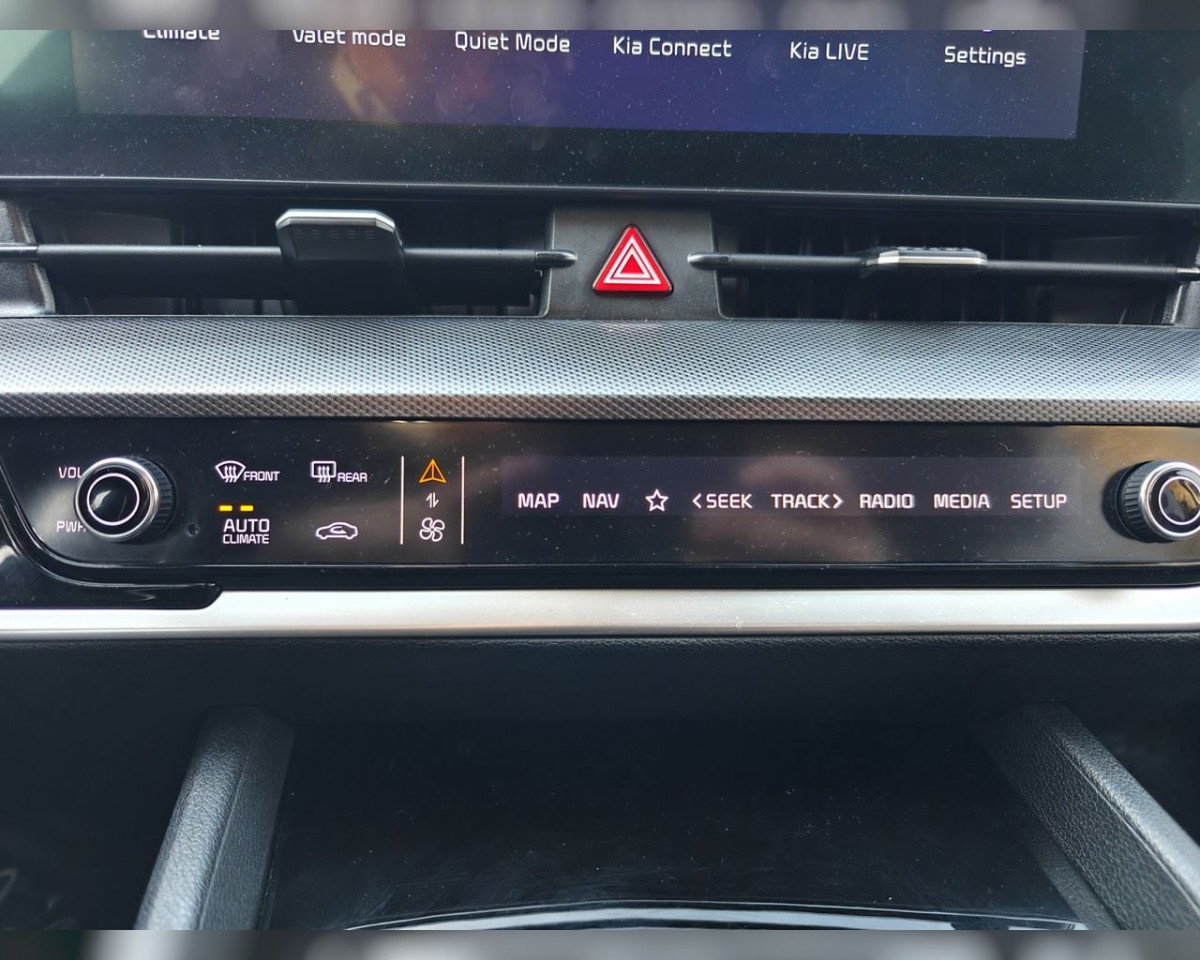 Climate
Valet mode
Quiet Mode
Kia Connect
Kia LIVE
Settings
VOL
PWR
FRONT
REAR
AUTO
CLIMATE
MAP NAV <SEEK TRACK> RADIO MEDIA SETUP